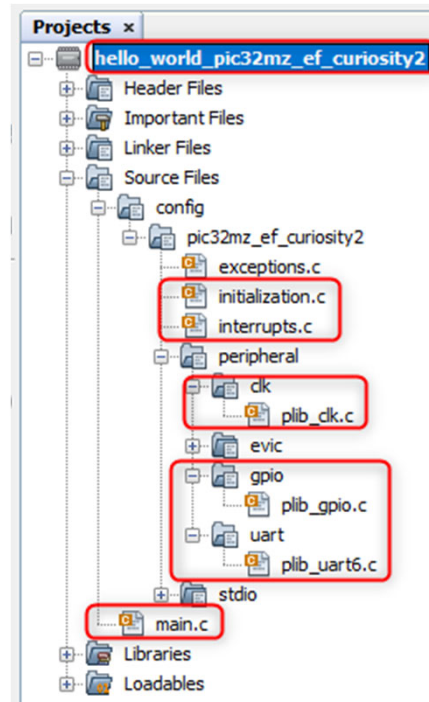 Projects x
hello_world_pic32mz_ef_curiosity2
Header Files
Important Files
Linker Files
Source Files
config
pic32mz_ef_curiosity2
exceptions.c
initialization.c
interrupts.c
peripheral
clk
plib_clk.c
evic
gpio
plib_gpio.c
uart
plib_uart6.c
stdio
main.c
Libraries
Loadables